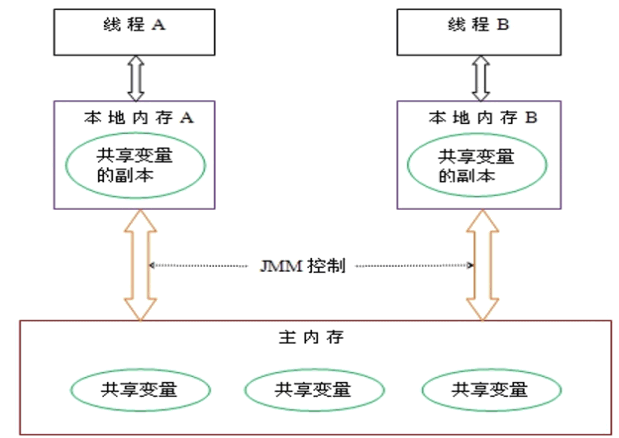 线程 A
线程 B
本地内存 A
本地内存 B
共享变量
的副本
共享变量
的副本
JMM 控制
主内存
共享变量
共享变量
共享变量